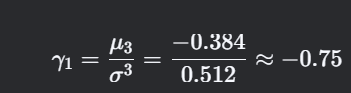 γ₁ = μ₃/σ³ = −0.384/0.512 ≈ −0.75